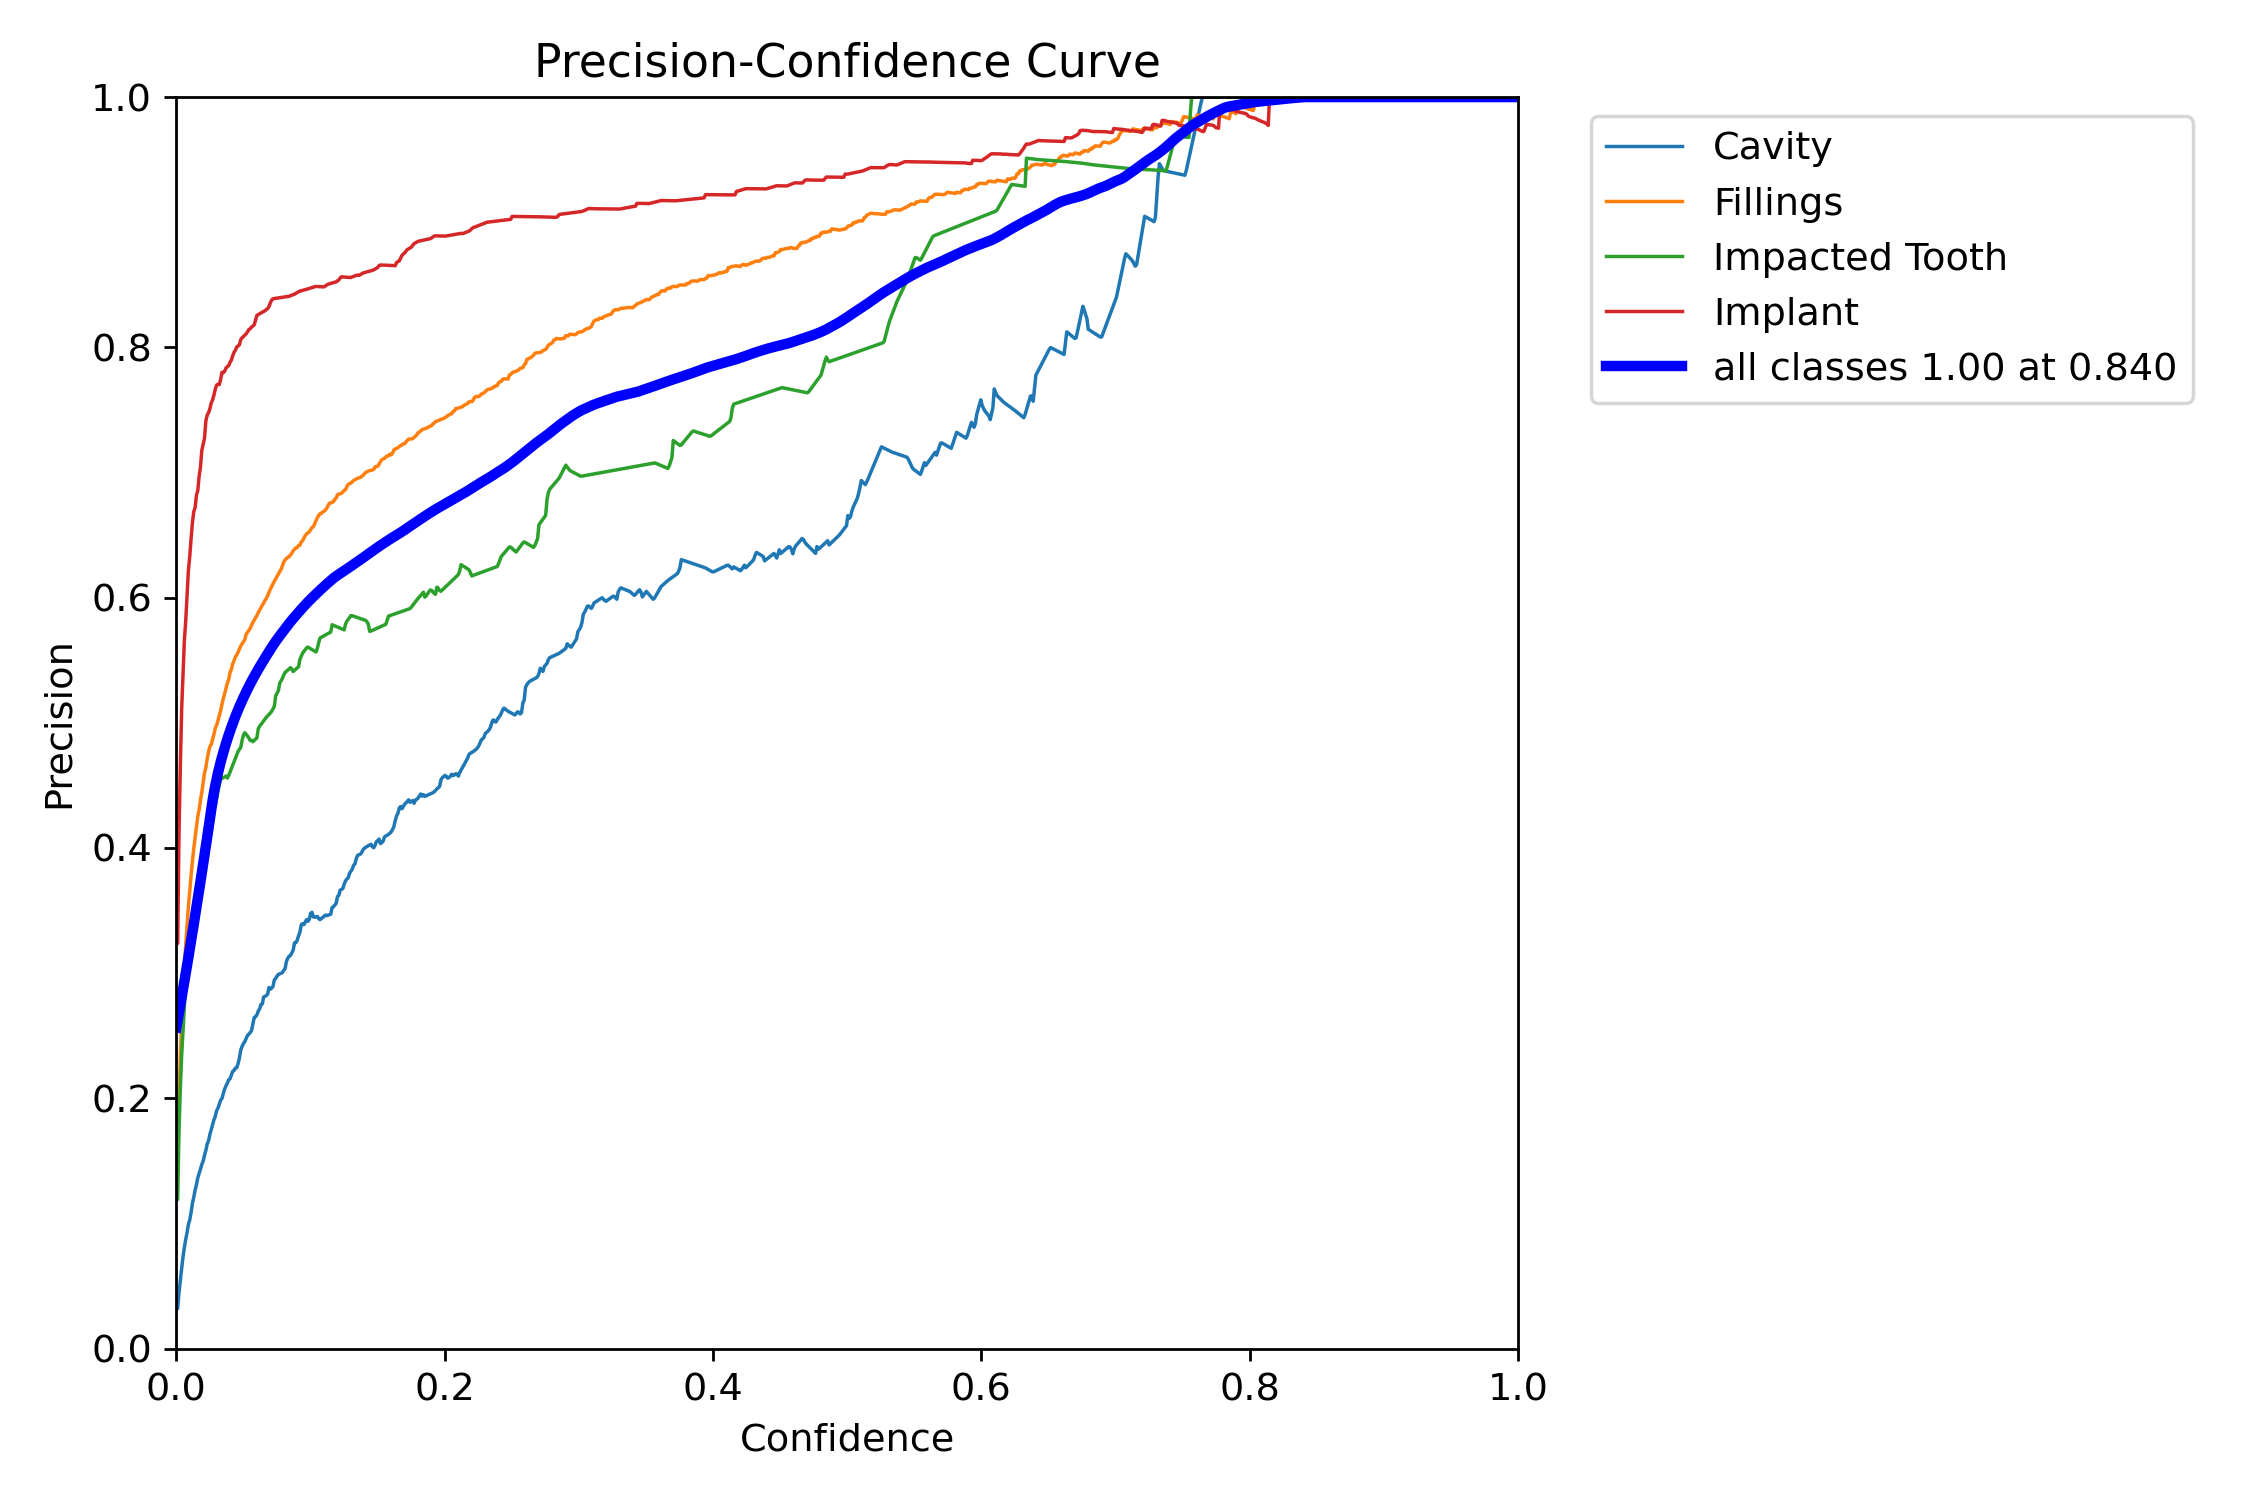 Precision-Confidence Curve
1.0
0.8
0.6
0.4
0.2
0.0
Precision
0.0 0.2 0.4 0.6 0.8 1.0
Confidence
Cavity
Fillings
Impacted Tooth
Implant
all classes 1.00 at 0.840